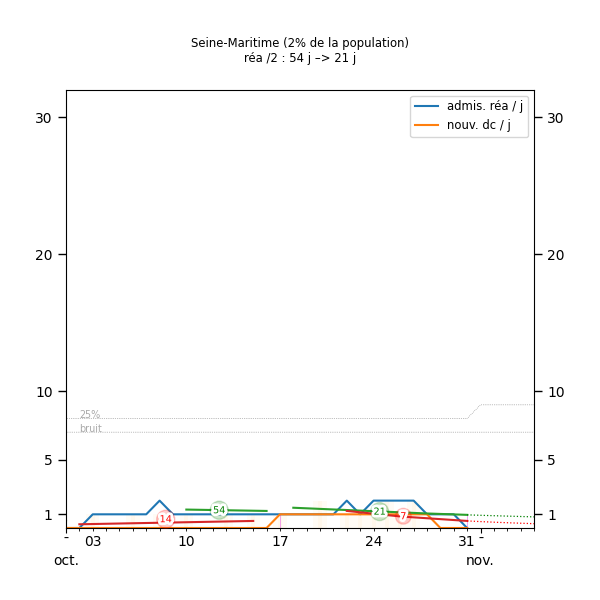 Seine-Maritime (2% de la population)
réa /2 : 54 j –> 21 j
admis. réa / j
nouv. dc / j
30 30
20 20
10 10
25%
bruit
5 5
1 1
14 54 21 7
- 03 10 17 24 31 -
oct. nov.